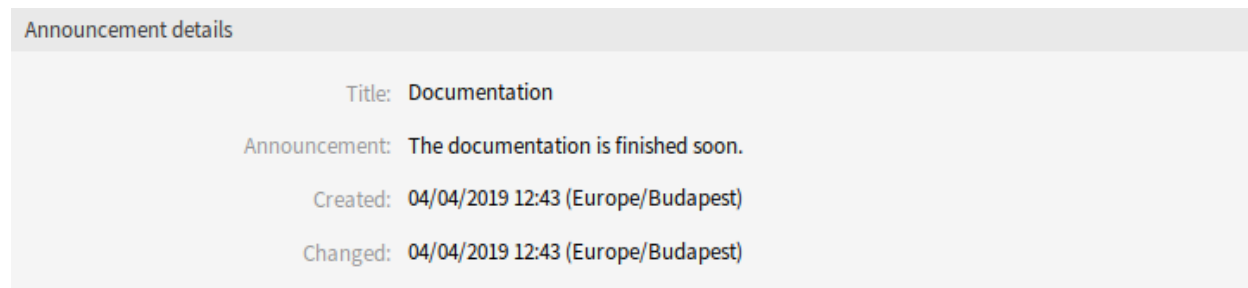 Announcement details
Title: Documentation
Announcement: The documentation is finished soon.
Created: 04/04/2019 12:43 (Europe/Budapest)
Changed: 04/04/2019 12:43 (Europe/Budapest)